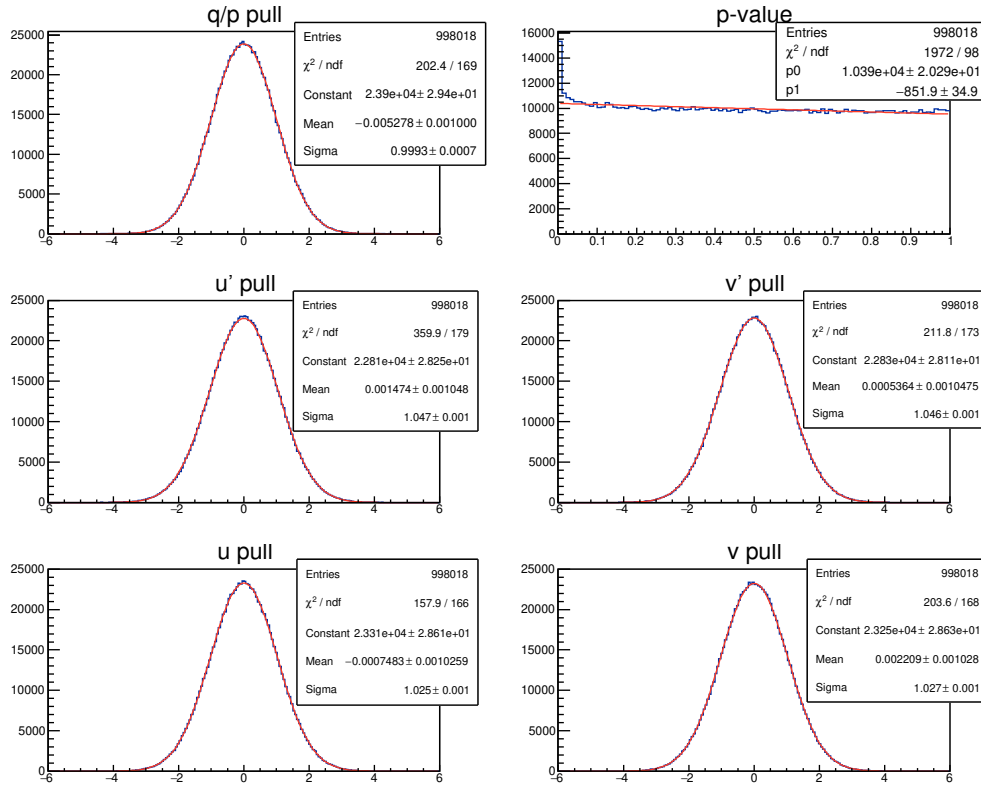 q/p pull
Entries 998018
χ² / ndf 202.4 / 169
Constant 2.39e+04 ± 2.94e+01
Mean −0.005278 ± 0.001000
Sigma 0.9993 ± 0.0007
25000
20000
15000
10000
5000
0
−6 −4 −2 0 2 4 6
p-value
Entries 998018
χ² / ndf 1972 / 98
p0 1.039e+04 ± 2.029e+01
p1 −851.9 ± 34.9
16000
14000
12000
10000
8000
6000
4000
2000
0
0 0.1 0.2 0.3 0.4 0.5 0.6 0.7 0.8 0.9 1
u' pull
Entries 998018
χ² / ndf 359.9 / 179
Constant 2.281e+04 ± 2.825e+01
Mean 0.001474 ± 0.001048
Sigma 1.047 ± 0.001
25000
20000
15000
10000
5000
0
−6 −4 −2 0 2 4 6
v' pull
Entries 998018
χ² / ndf 211.8 / 173
Constant 2.283e+04 ± 2.811e+01
Mean 0.0005364 ± 0.0010475
Sigma 1.046 ± 0.001
25000
20000
15000
10000
5000
0
−6 −4 −2 0 2 4 6
u pull
Entries 998018
χ² / ndf 157.9 / 166
Constant 2.331e+04 ± 2.861e+01
Mean −0.0007483 ± 0.0010259
Sigma 1.025 ± 0.001
25000
20000
15000
10000
5000
0
−6 −4 −2 0 2 4 6
v pull
Entries 998018
χ² / ndf 203.6 / 168
Constant 2.325e+04 ± 2.863e+01
Mean 0.002209 ± 0.001028
Sigma 1.027 ± 0.001
25000
20000
15000
10000
5000
0
−6 −4 −2 0 2 4 6